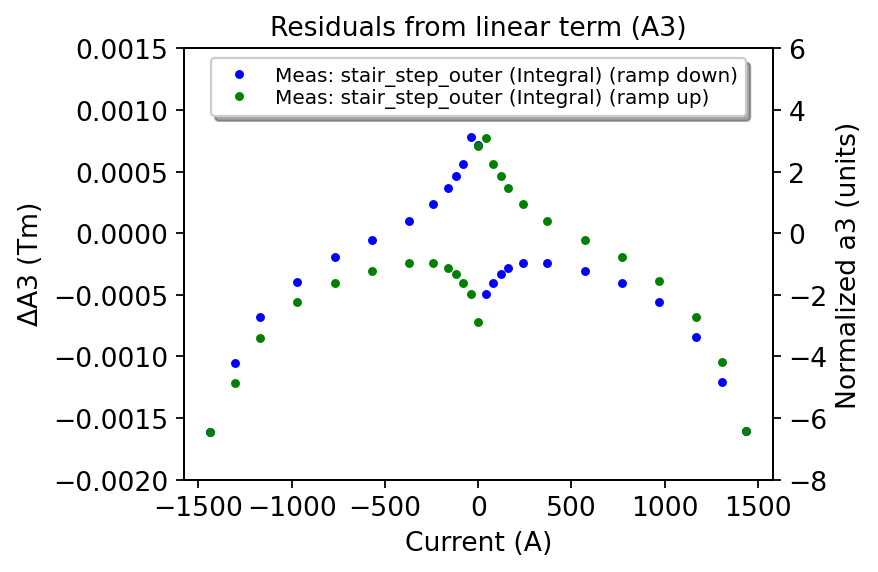 Residuals from linear term (A3)
Meas: stair_step_outer (Integral) (ramp down)
Meas: stair_step_outer (Integral) (ramp up)
ΔA3 (Tm)
0.0015
0.0010
0.0005
0.0000
−0.0005
−0.0010
−0.0015
−0.0020
6
4
2
0
−2
−4
−6
−8
Normalized a3 (units)
−1500 −1000 −500 0 500 1000 1500
Current (A)